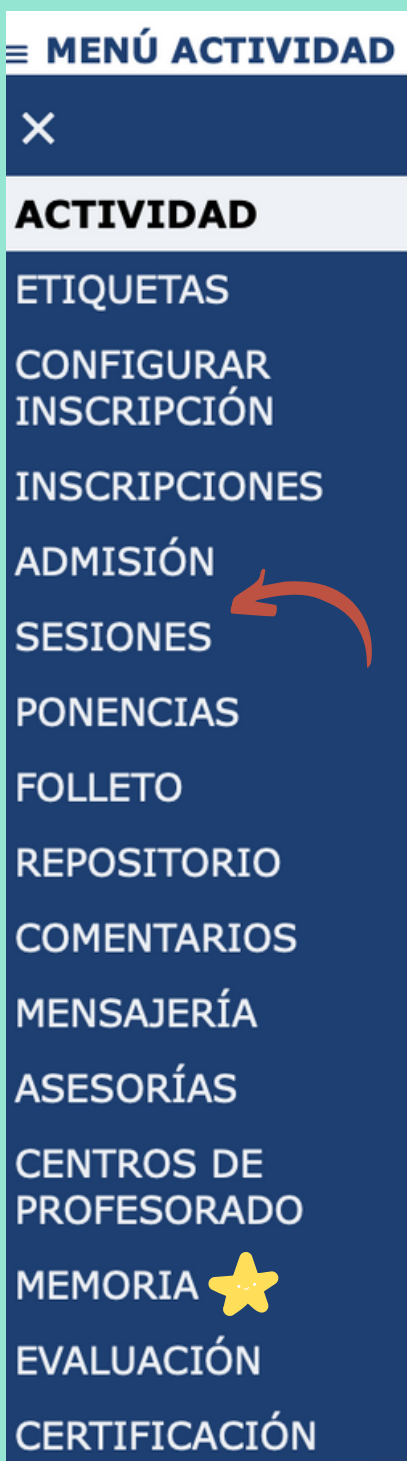 ≡ MENÚ ACTIVIDAD
×
ACTIVIDAD
ETIQUETAS
CONFIGURAR
INSCRIPCIÓN
INSCRIPCIONES
ADMISIÓN
SESIONES
PONENCIAS
FOLLETO
REPOSITORIO
COMENTARIOS
MENSAJERÍA
ASESORÍAS
CENTROS DE
PROFESORADO
MEMORIA
EVALUACIÓN
CERTIFICACIÓN